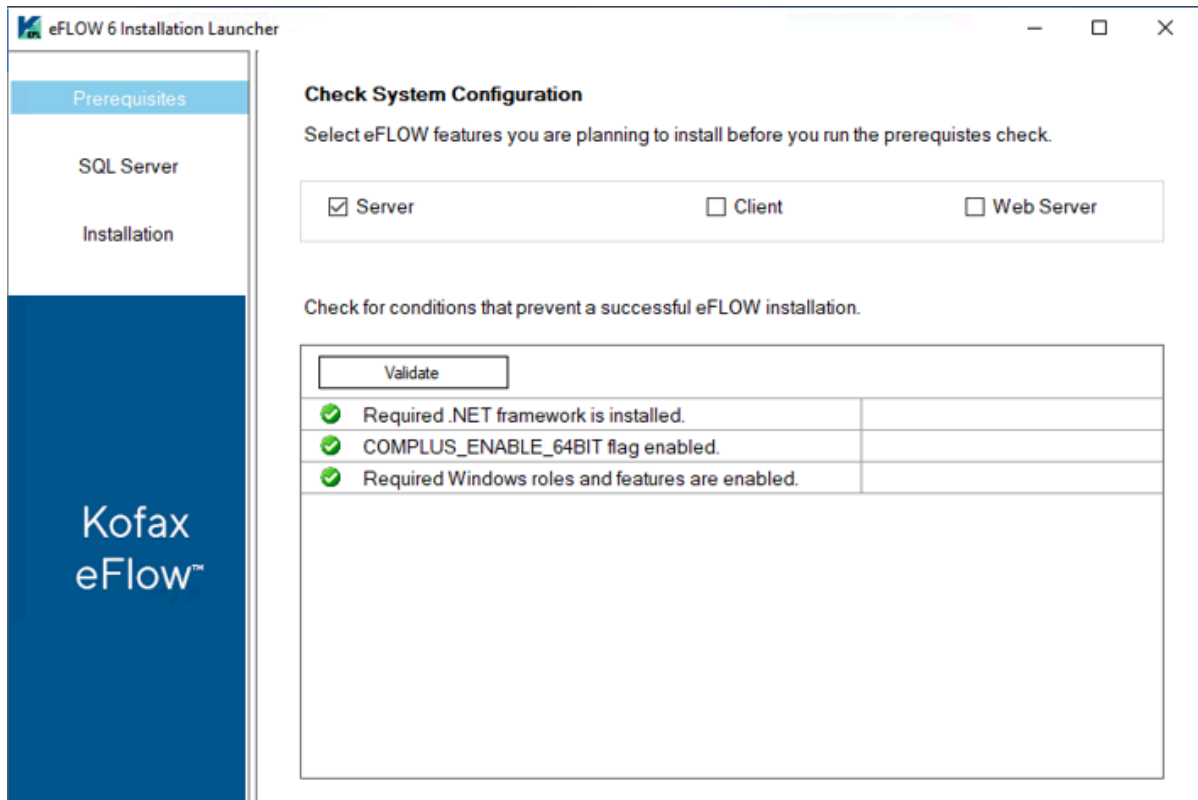 eFLOW 6 Installation Launcher
Prerequisites
SQL Server
Installation
Kofax
eFlow™
Check System Configuration
Select eFLOW features you are planning to install before you run the prerequistes check.
Server Client Web Server
Check for conditions that prevent a successful eFLOW installation.
Validate
Required .NET framework is installed.
COMPLUS_ENABLE_64BIT flag enabled.
Required Windows roles and features are enabled.